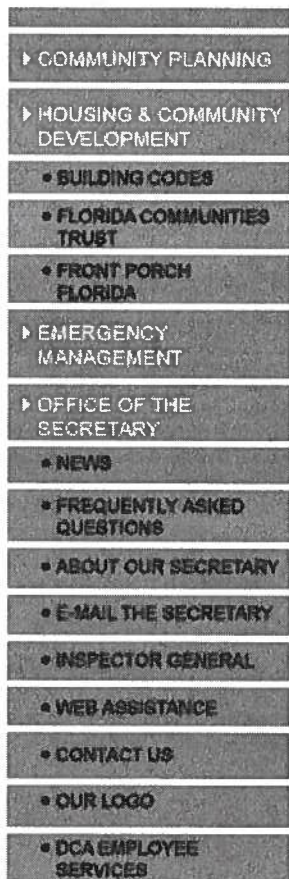 COMMUNITY PLANNING
HOUSING & COMMUNITY
DEVELOPMENT
• BUILDING CODES
• FLORIDA COMMUNITIES
TRUST
• FRONT PORCH
FLORIDA
EMERGENCY
MANAGEMENT
OFFICE OF THE
SECRETARY
• NEWS
• FREQUENTLY ASKED
QUESTIONS
• ABOUT OUR SECRETARY
• E-MAIL THE SECRETARY
• INSPECTOR GENERAL
• WEB ASSISTANCE
• CONTACT US
• OUR LOGO
• DCA EMPLOYEE
SERVICES